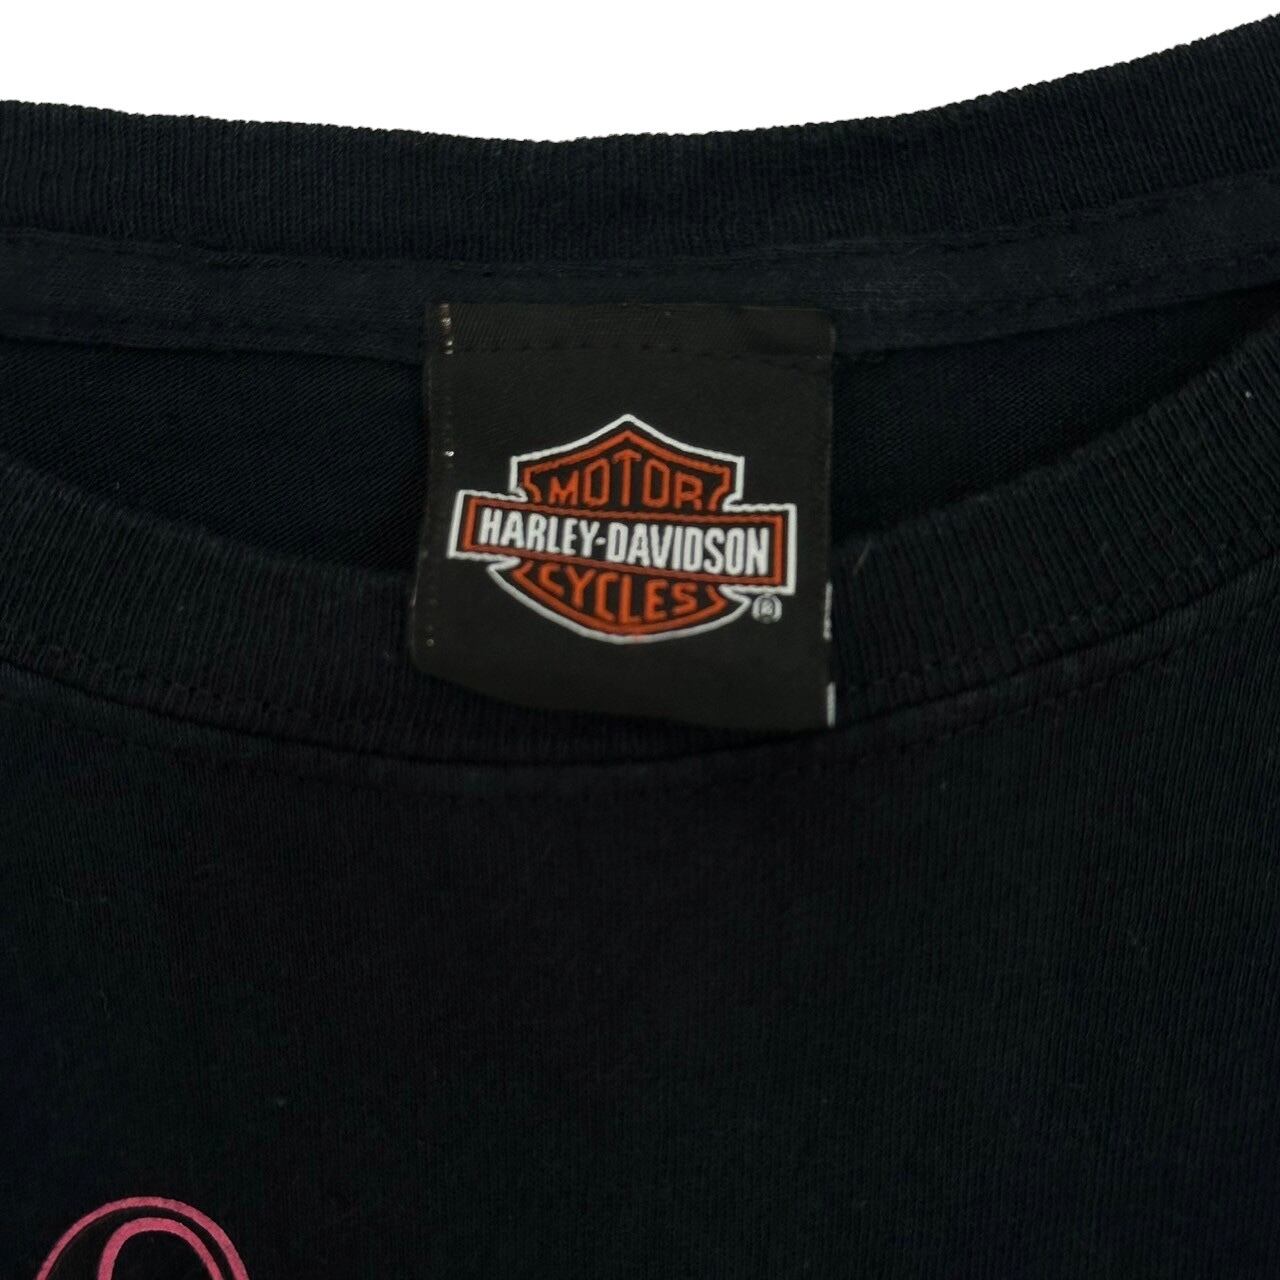 MOTOR
HARLEY-DAVIDSON
CYCLES
®